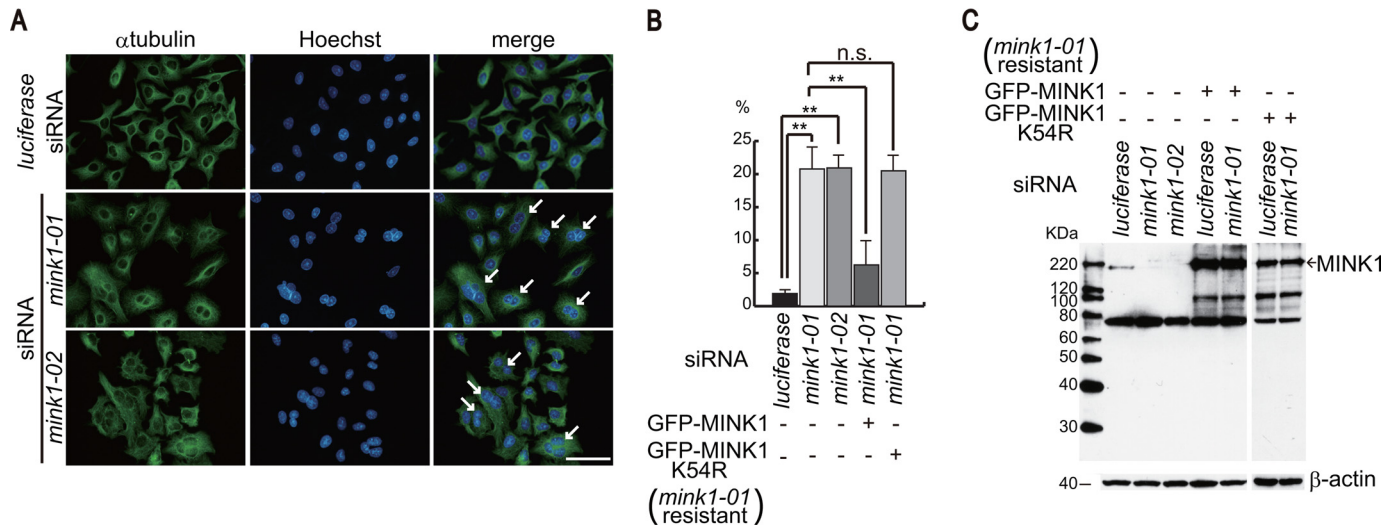 A
αtubulin
Hoechst
merge
luciferase
siRNA
siRNA
mink1-01
mink1-02
B
%
25
20
15
10
5
0
**
**
**
n.s.
siRNA
luciferase
mink1-01
mink1-02
mink1-01
mink1-01
GFP-MINK1 - - - + -
GFP-MINK1 K54R - - - - +
(mink1-01 resistant)
C
(mink1-01 resistant)
GFP-MINK1 - - - + + - -
GFP-MINK1 K54R - - - - - + +
siRNA
luciferase
mink1-01
mink1-02
luciferase
mink1-01
luciferase
mink1-01
KDa
220
120
100
80
60
50
40
30
←MINK1
40–
β-actin